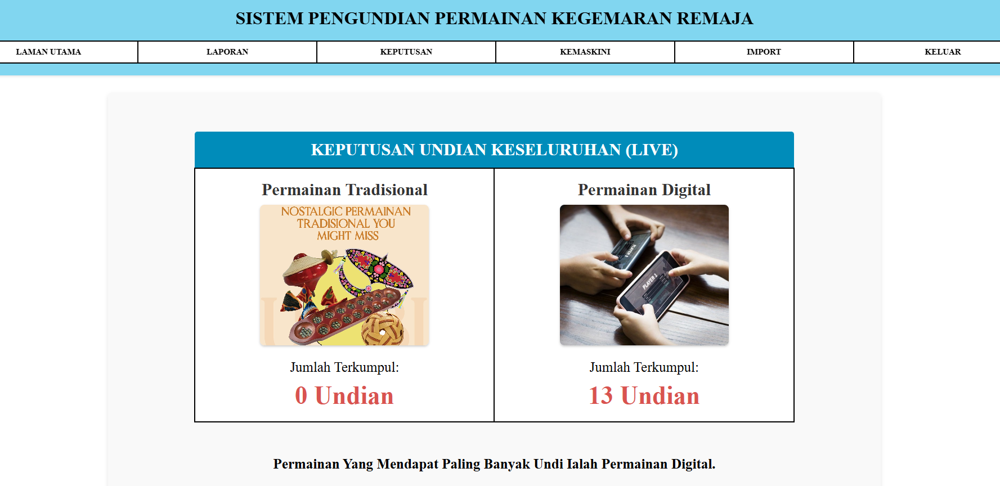 SISTEM PENGUNDIAN PERMAINAN KEGEMARAN REMAJA
LAMAN UTAMA
LAPORAN
KEPUTUSAN
KEMASKINI
IMPORT
KELUAR
KEPUTUSAN UNDIAN KESELURUHAN (LIVE)
Permainan Tradisional
NOSTALGIC PERMAINAN
TRADISIONAL YOU
MIGHT MISS
Jumlah Terkumpul:
0 Undian
Permainan Digital
PLAYER 2
PLAYER 1
Jumlah Terkumpul:
13 Undian
Permainan Yang Mendapat Paling Banyak Undi Ialah Permainan Digital.